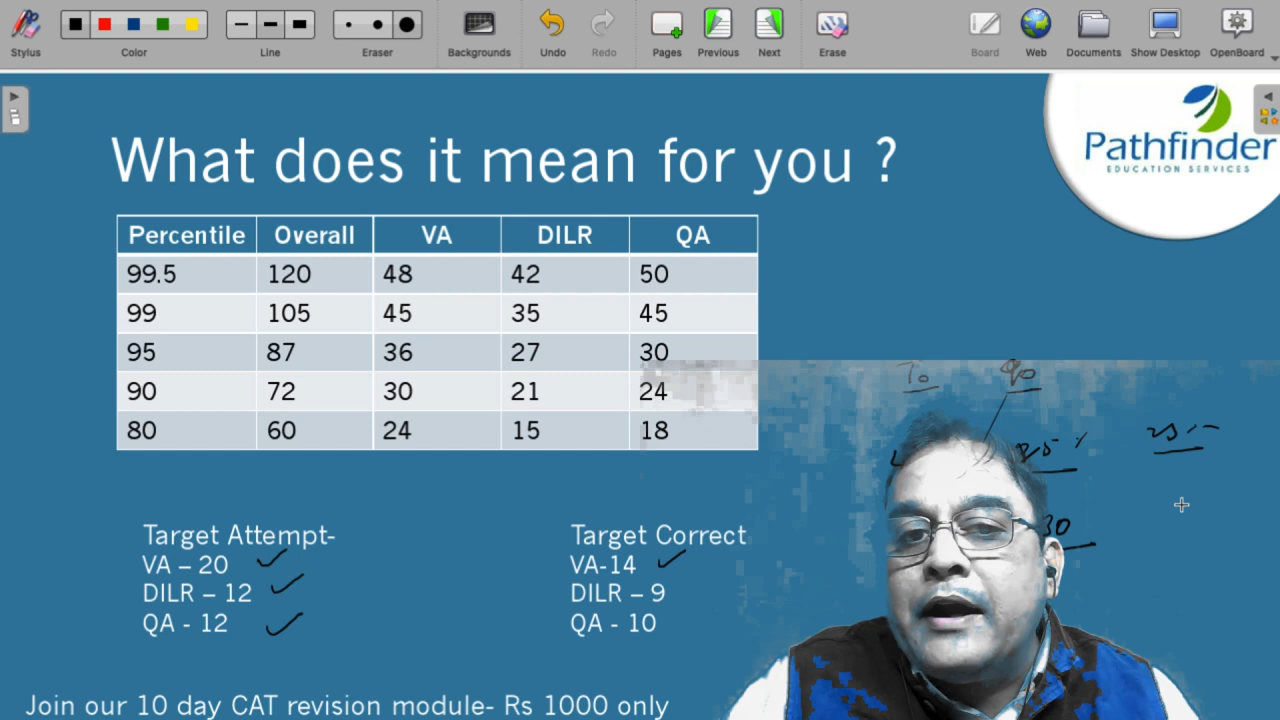 Stylus
Color
Line
Eraser
Backgrounds
Undo
Redo
Pages
Previous
Next
Erase
Board
Web
Documents
Show Desktop
OpenBoard
Pathfinder
EDUCATION SERVICES
What does it mean for you ?
Percentile Overall VA DILR QA
99.5 120 48 42 50
99 105 45 35 45
95 87 36 27 30
90 72 30 21 24
80 60 24 15 18
70 90
30
Target Attempt-
VA – 20
DILR – 12
QA - 12
Target Correct
VA-14
DILR – 9
QA - 10
Join our 10 day CAT revision module- Rs 1000 only